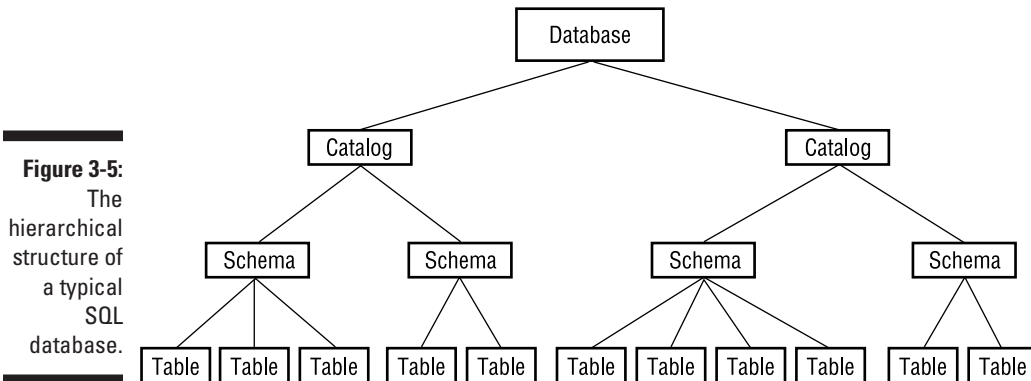 Database
Catalog Catalog
Figure 3-5:
The
hierarchical
structure of
a typical
SQL
database.
Schema Schema Schema Schema
Table Table Table Table Table Table Table Table Table Table Table